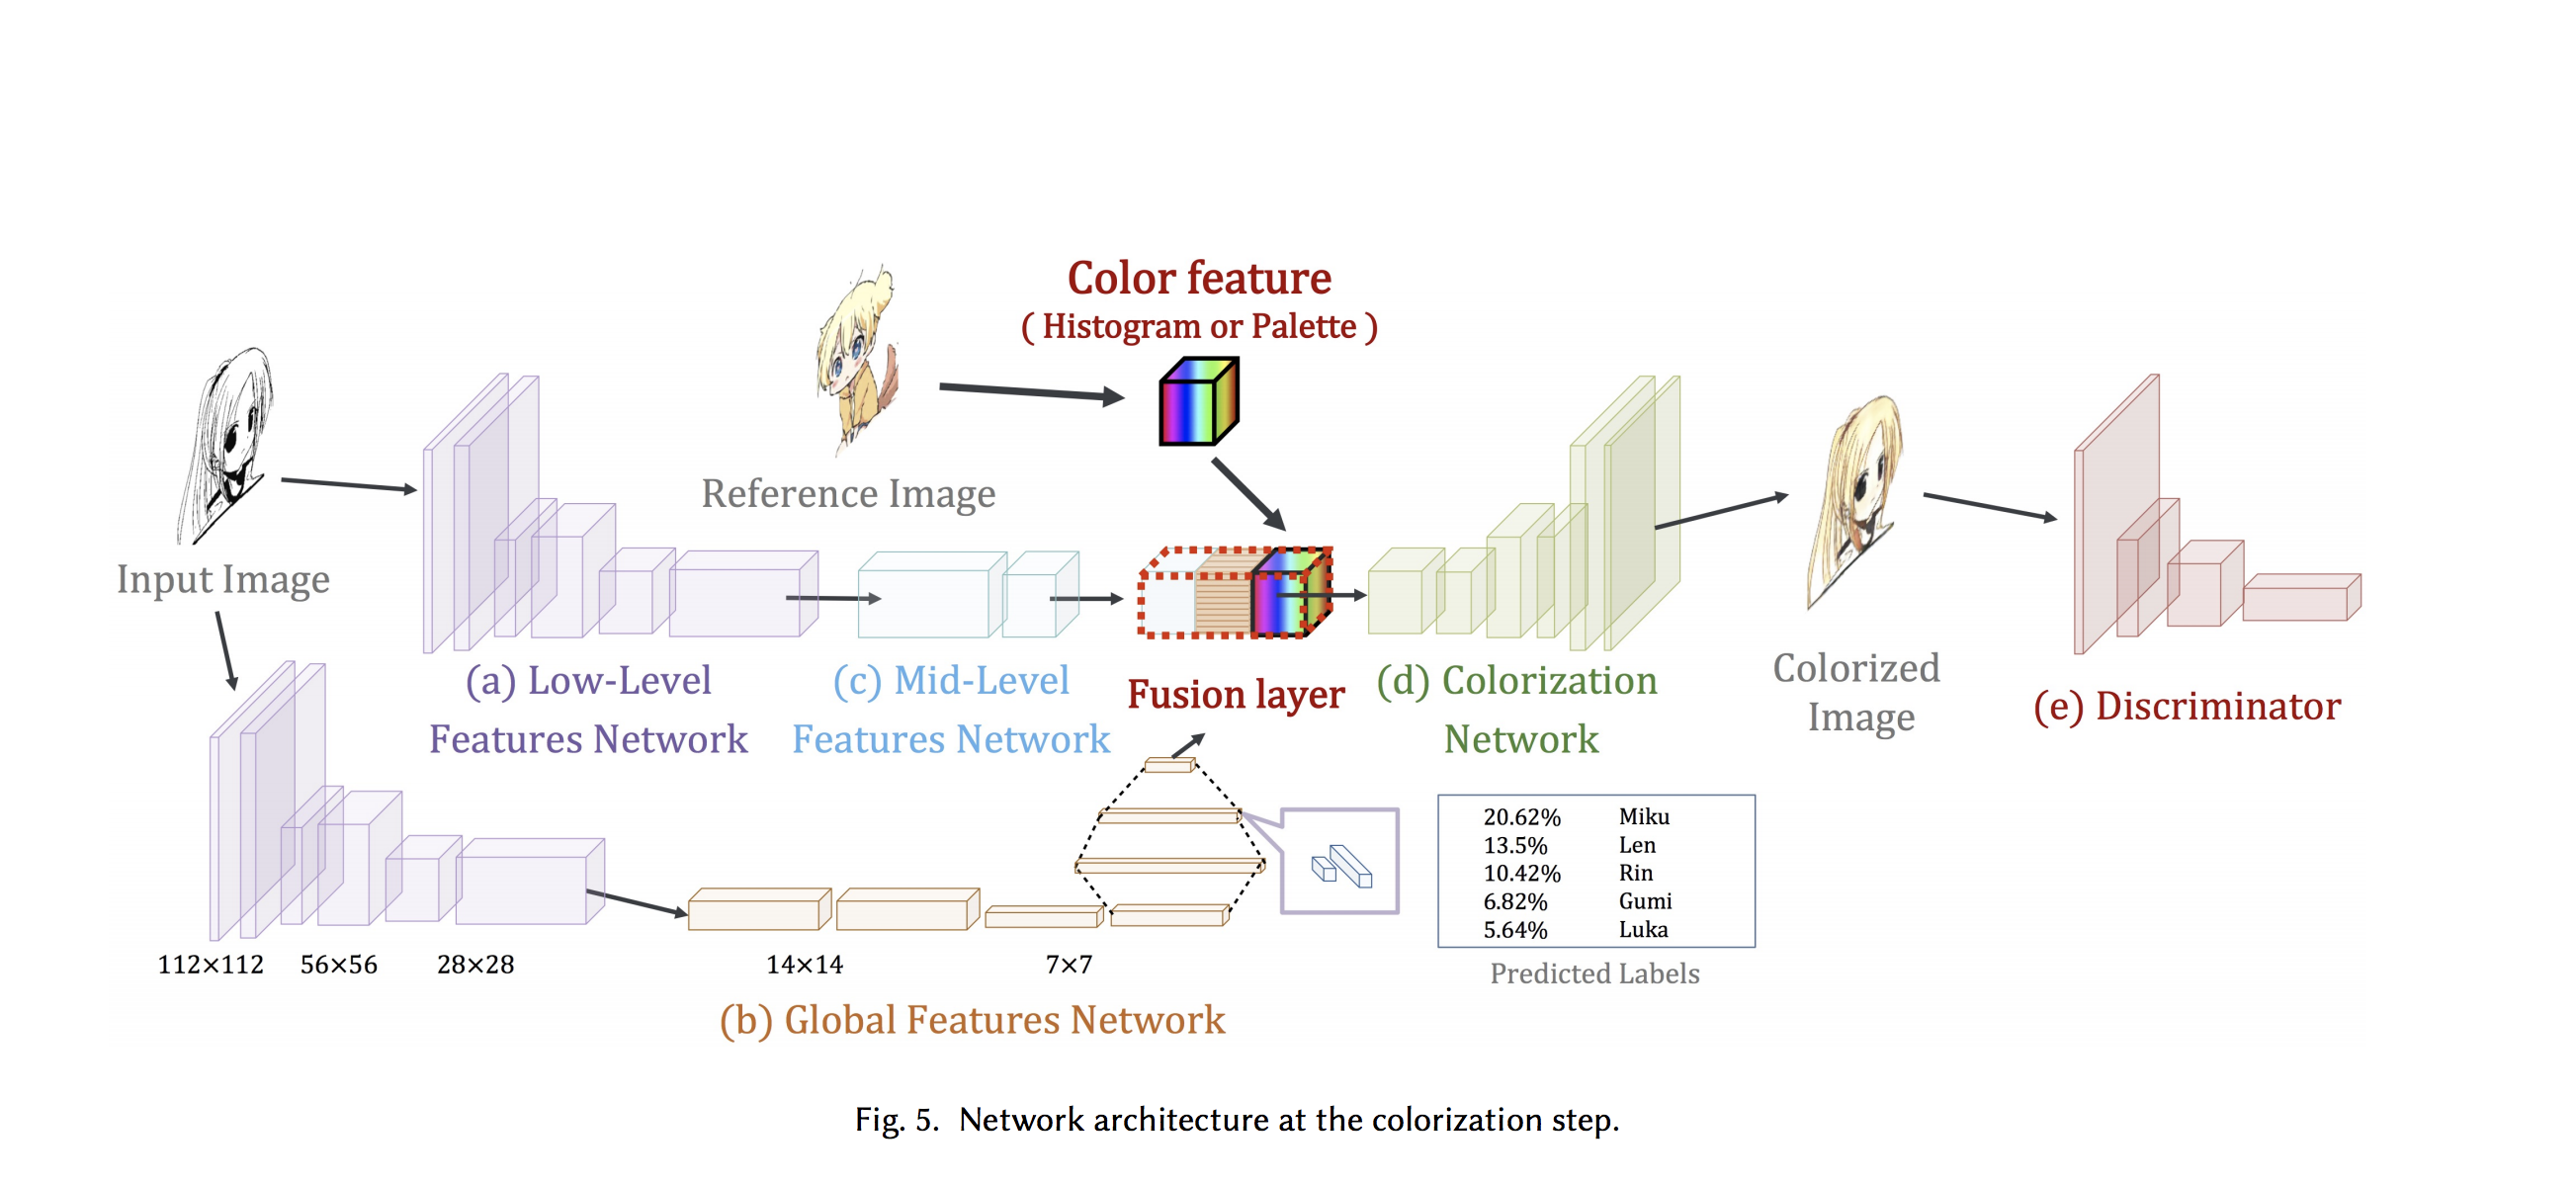 Color feature
( Histogram or Palette )
Reference Image
Input Image
(a) Low-Level
Features Network
(c) Mid-Level
Features Network
Fusion layer
(d) Colorization
Network
Colorized
Image
(e) Discriminator
20.62% Miku
13.5% Len
10.42% Rin
6.82% Gumi
5.64% Luka
Predicted Labels
112×112 56×56 28×28 14×14 7×7
(b) Global Features Network
Fig. 5. Network architecture at the colorization step.